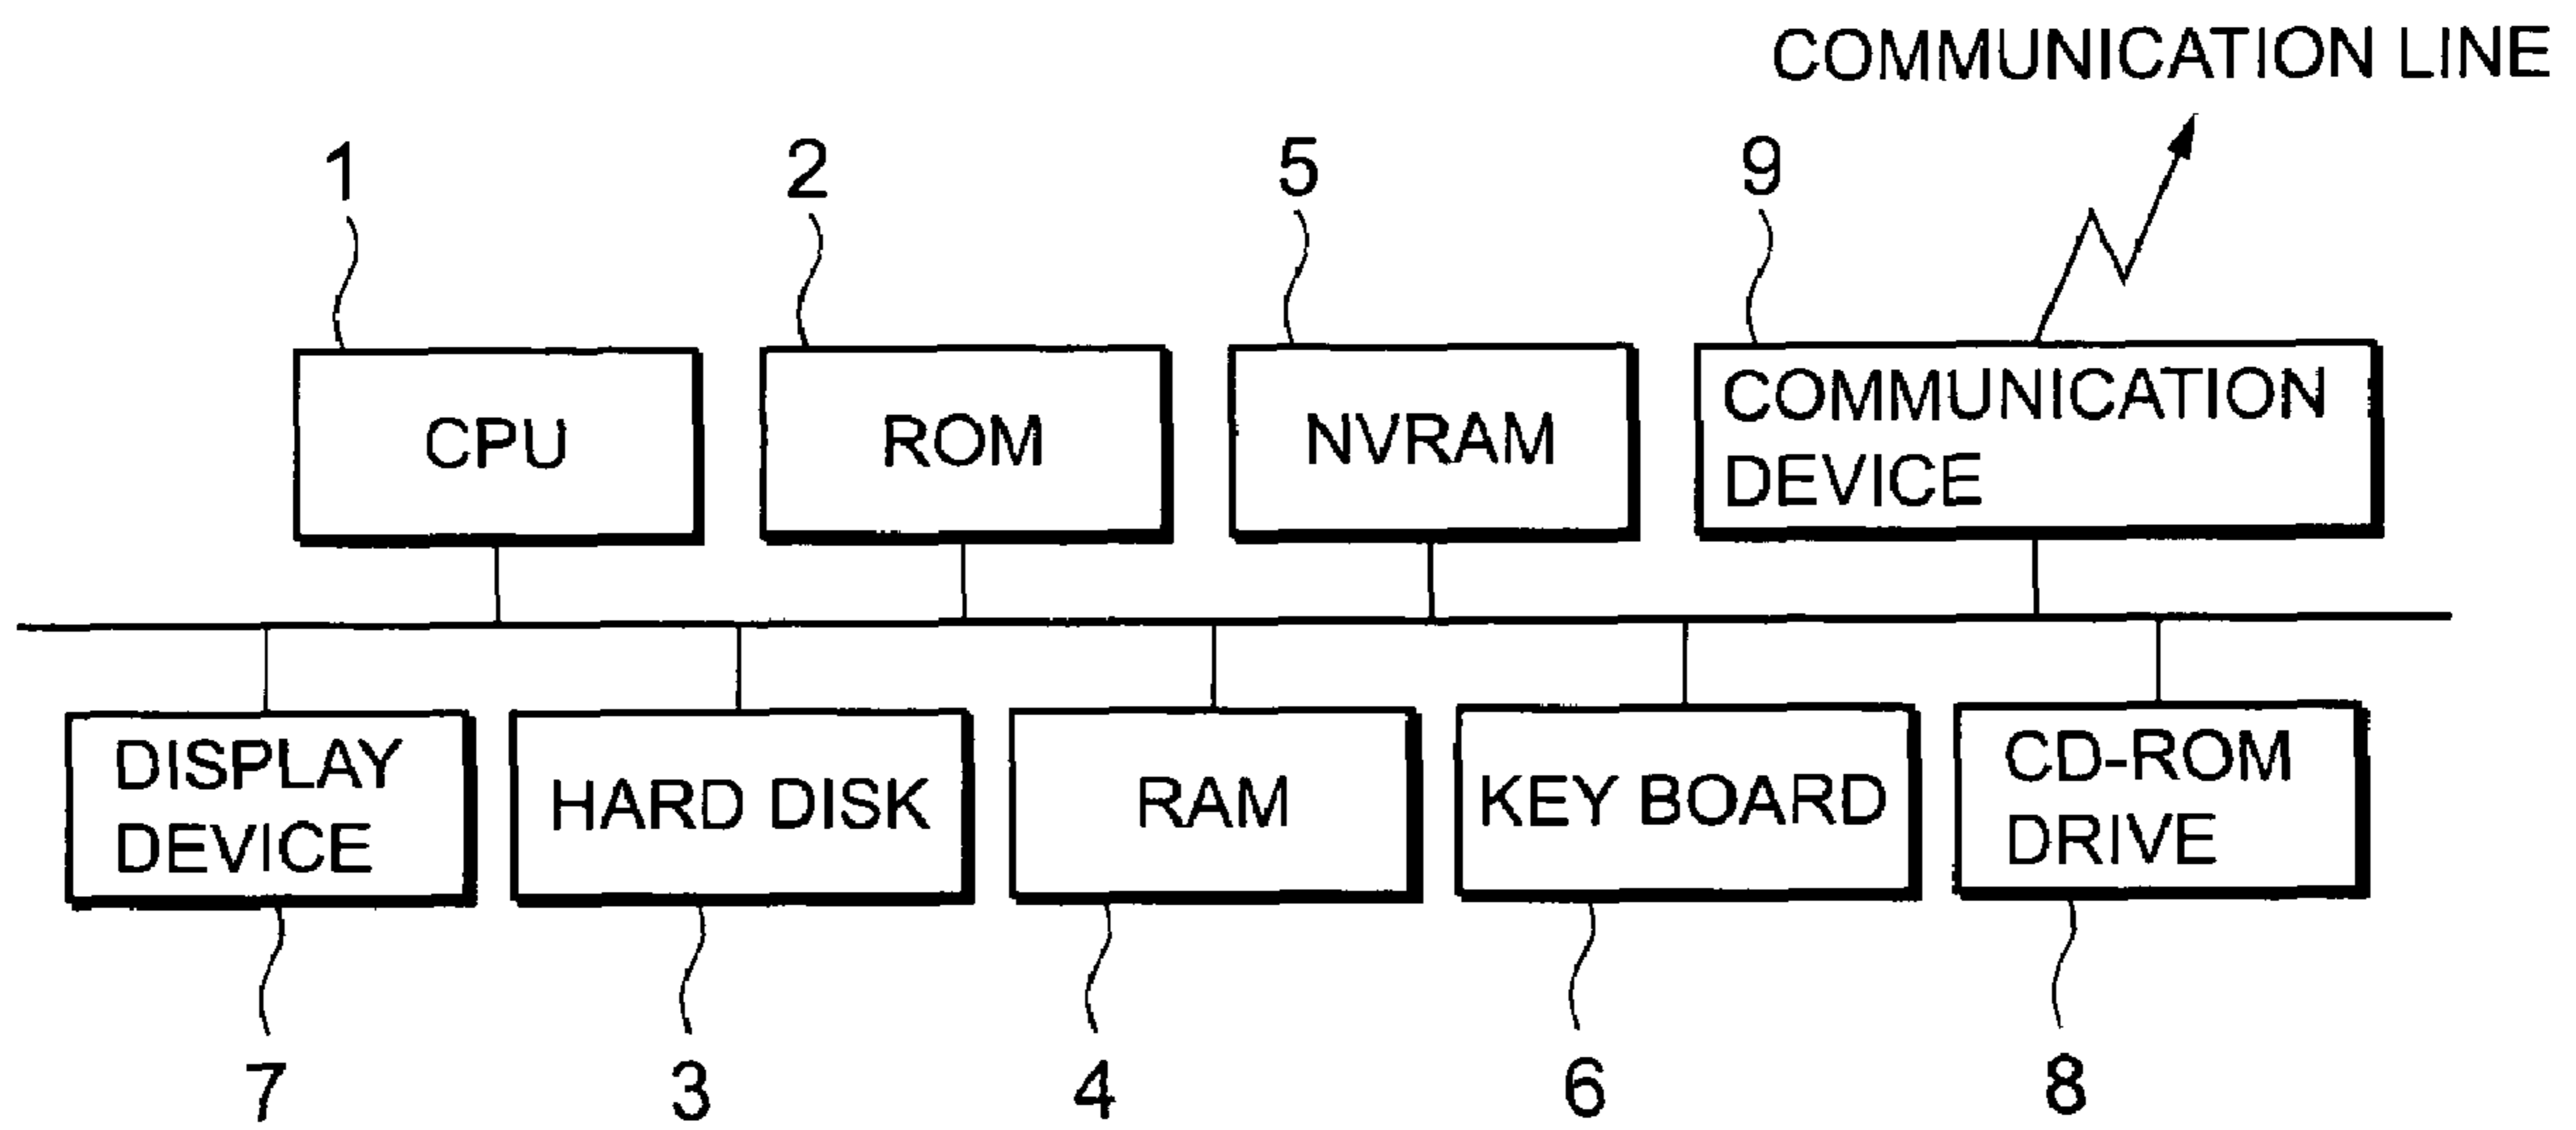 COMMUNICATION LINE
1 2 5 9
CPU ROM NVRAM COMMUNICATION
DEVICE
DISPLAY
DEVICE
HARD DISK
RAM
KEY BOARD
CD-ROM
DRIVE
7 3 4 6 8